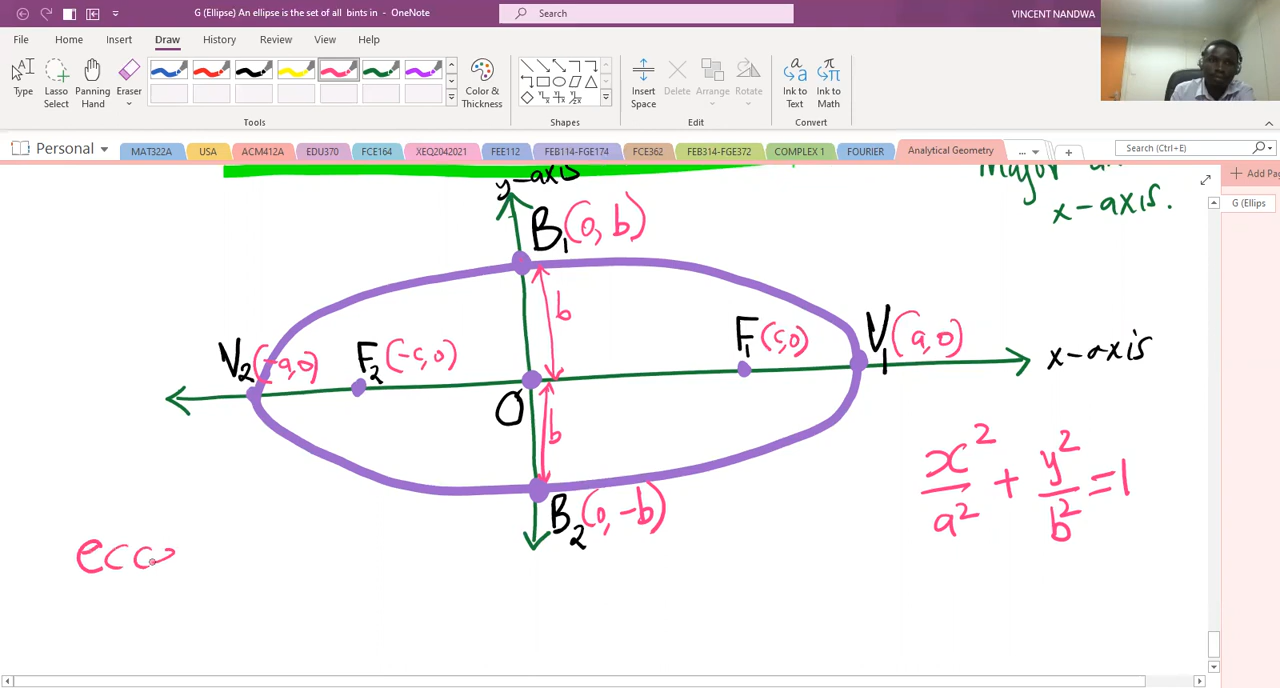 G (Ellipse) An ellipse is the set of all bints in - OneNote
Search
VINCENT NANDWA
File Home Insert Draw History Review View Help
Type
Lasso Select
Panning Hand
Eraser
Color & Thickness
Insert Space
Delete
Arrange
Rotate
Ink to Text
Ink to Math
Tools
Shapes
Edit
Convert
Personal
MAT322A USA ACM412A EDU370 FCE164 XEQ2042021 FEE112 FEB114-FGE174 FCE362 FEB314-FGE372 COMPLEX 1 FOURIER Analytical Geometry ... +
Search (Ctrl+E)
Add Pag
G (Ellips
Major
x-axis.
y-axis
B₁(0, b)
b
V₂(-a,0)
F₂(-c,0)
F₁(c,0)
V₁(a,0)
x-axis
O
b
B₂(0,-b)
x²/a² + y²/b² = 1
ecc